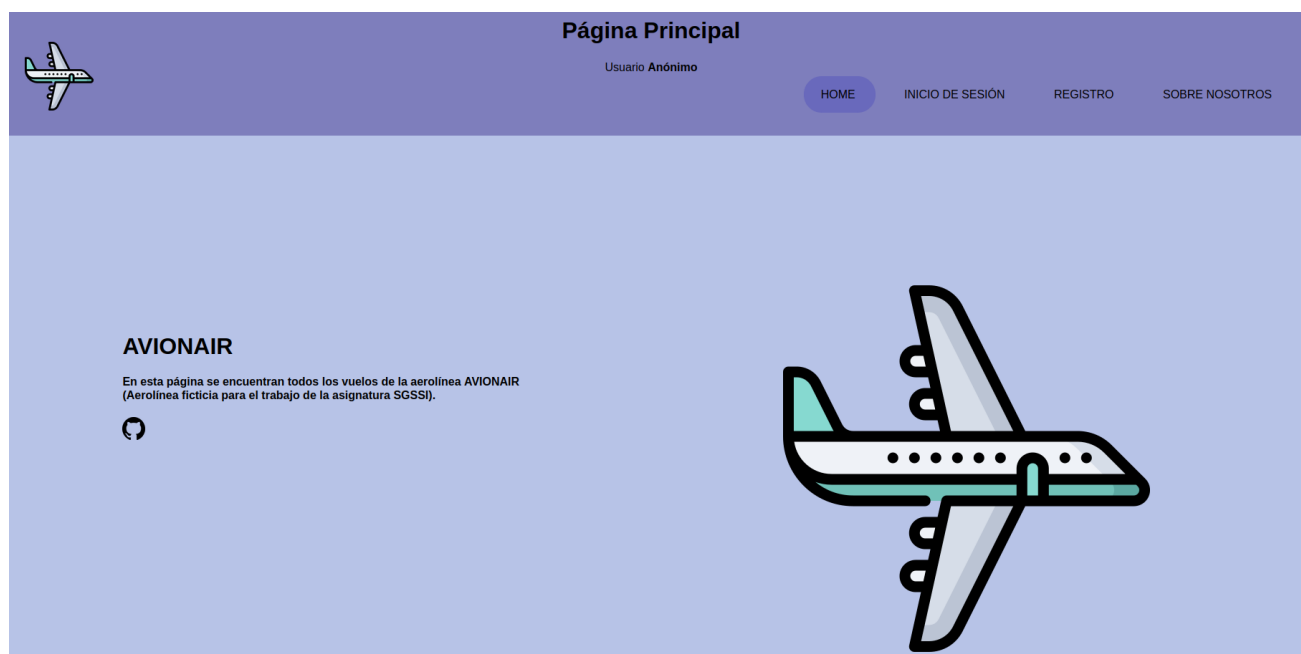 Página Principal
Usuario Anónimo
HOME INICIO DE SESIÓN REGISTRO SOBRE NOSOTROS
AVIONAIR
En esta página se encuentran todos los vuelos de la aerolínea AVIONAIR
(Aerolínea ficticia para el trabajo de la asignatura SGSSI).